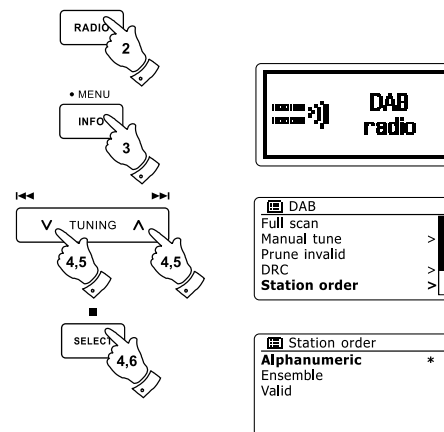 RADIO
2
• MENU
INFO
3
TUNING
4,5
4,5
SELECT
4,6
DAB
radio
DAB
Full scan
Manual tune >
Prune invalid
DRC >
Station order >
Station order
Alphanumeric *
Ensemble
Valid